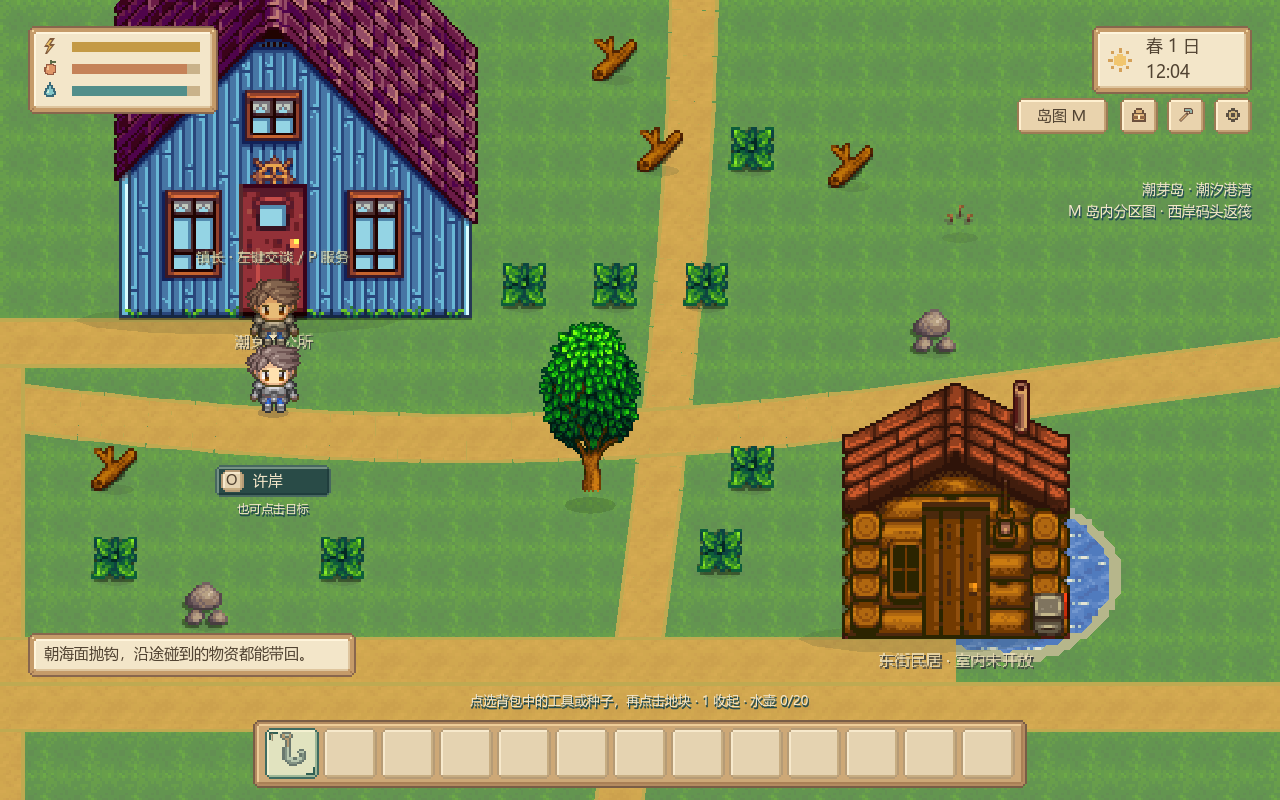 春 1 日
12:04
岛图 M
潮芽岛 · 潮汐港湾
M 岛内分区图 · 西岸码头返筏
镇长 · 左键交谈 / P 服务
O 许岸
也可点击目标
朝海面抛钩，沿途碰到的物资都能带回。
东街民居 · 室内未开放
点选背包中的工具或种子，再点击地块 · 1 收起 · 水壶 0/20